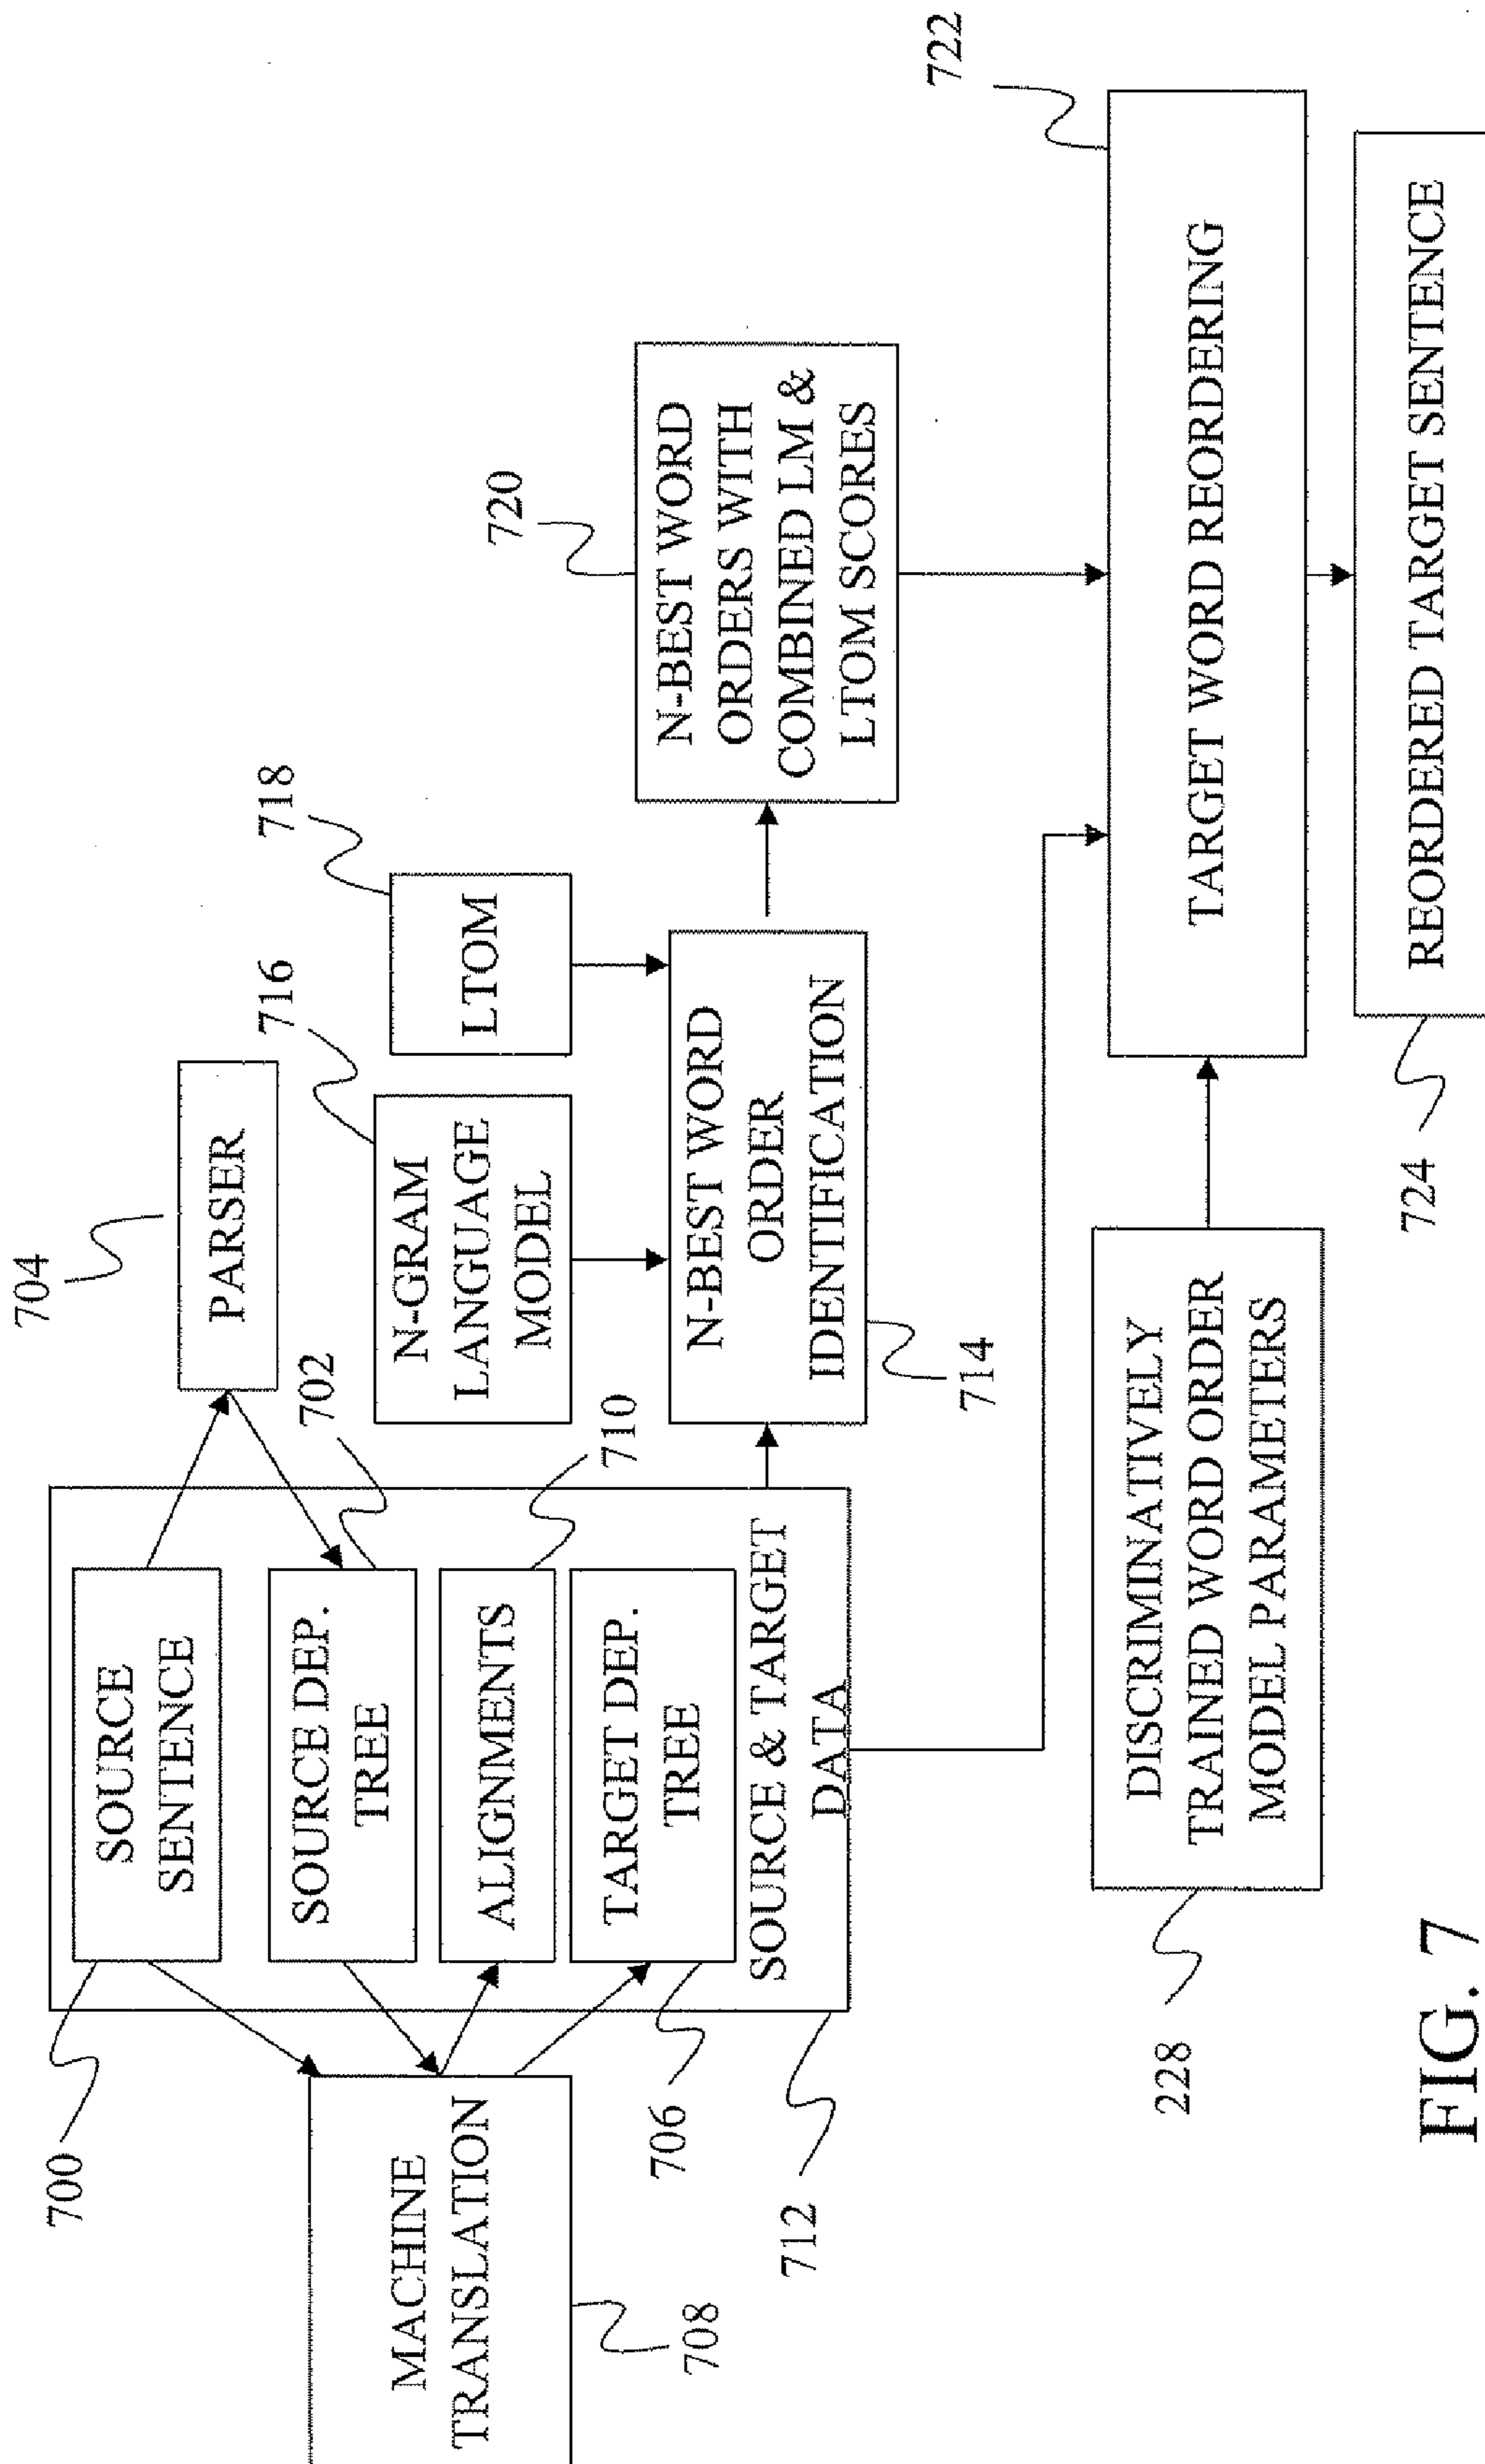 700
SOURCE
SENTENCE
704
PARSER
SOURCE DEP.
TREE
702
MACHINE
TRANSLATION
708
ALIGNMENTS
710
TARGET DEP.
TREE
706
SOURCE & TARGET
DATA
712
N-GRAM
LANGUAGE
MODEL
716
LTOM
718
N-BEST WORD
ORDER
IDENTIFICATION
714
720
N-BEST WORD
ORDERS WITH
COMBINED LM &
LTOM SCORES
DISCRIMINATIVELY
TRAINED WORD ORDER
MODEL PARAMETERS
228
722
TARGET WORD REORDERING
REORDERED TARGET SENTENCE
724
FIG. 7